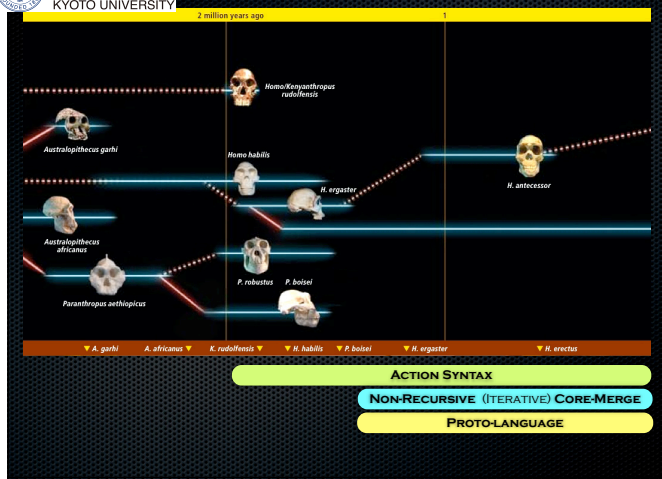 KYOTO UNIVERSITY
2 million years ago 1
Homo/Kenyanthropus
rudolfensis
Australopithecus garhi
Homo habilis
H. ergaster
H. antecessor
Australopithecus
africanus
P. robustus P. boisei
Paranthropus aethiopicus
▼ A. garhi A. africanus ▼ K. rudolfensis ▼ ▼ H. habilis ▼ P. boisei ▼ H. ergaster ▼ H. erectus
ACTION SYNTAX
NON-RECURSIVE (ITERATIVE) CORE-MERGE
PROTO-LANGUAGE